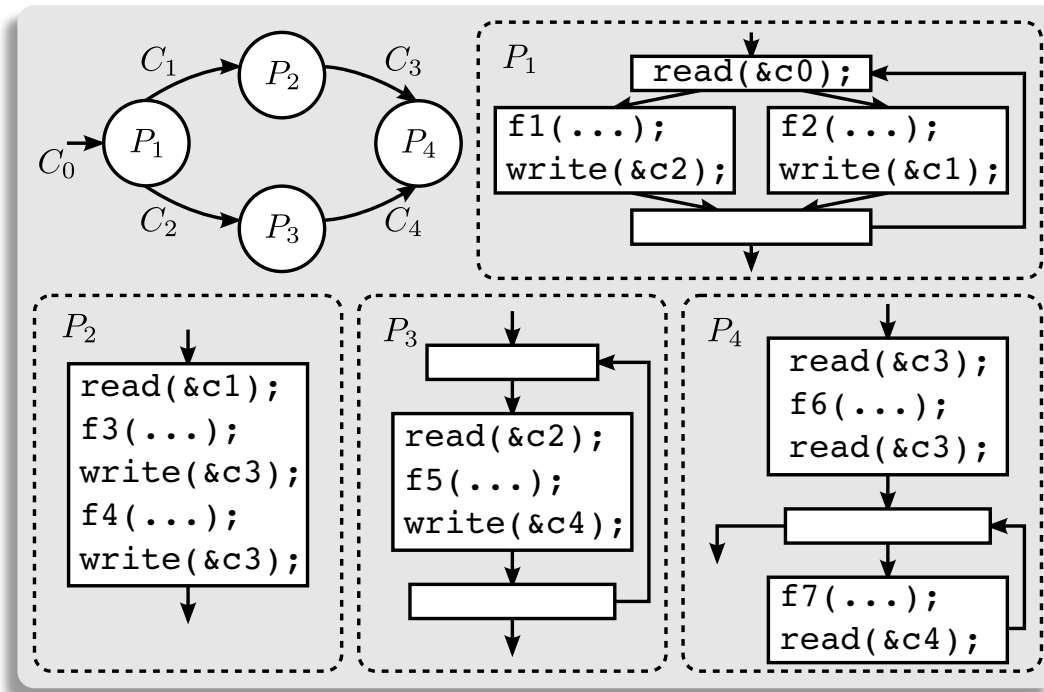 C₁
P₂
C₃
P₁
P₄
C₀
C₂
P₃
C₄
P₁
read(&c0);
f1(...);
write(&c2);
f2(...);
write(&c1);
P₂
read(&c1);
f3(...);
write(&c3);
f4(...);
write(&c3);
P₃
read(&c2);
f5(...);
write(&c4);
P₄
read(&c3);
f6(...);
read(&c3);
f7(...);
read(&c4);